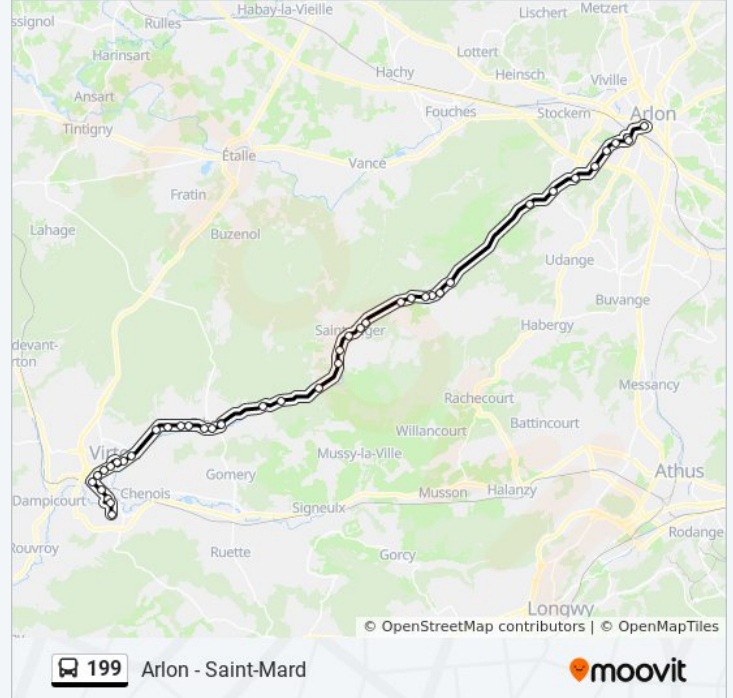 Habay-la-Vieille
Lischert
Metzert
Rulles
Harinsart
Lottert
Hachy
Heinsch
Viville
Ansart
Fouches
Stockem
Arlon
Tintigny
Étalle
Vance
Fratin
Lahage
Buzenol
Udange
Buvange
Habergy
devant-
rton
Messancy
Rachecourt
Battincourt
Willancourt
Mussy-la-Ville
Gomery
Athus
Dampicourt
Chenois
Musson
Halanzy
Signeulx
Rodange
Ruette
Gorcy
Longwy
© OpenStreetMap contributors | © OpenMapTiles
199 Arlon - Saint-Mard
moovit